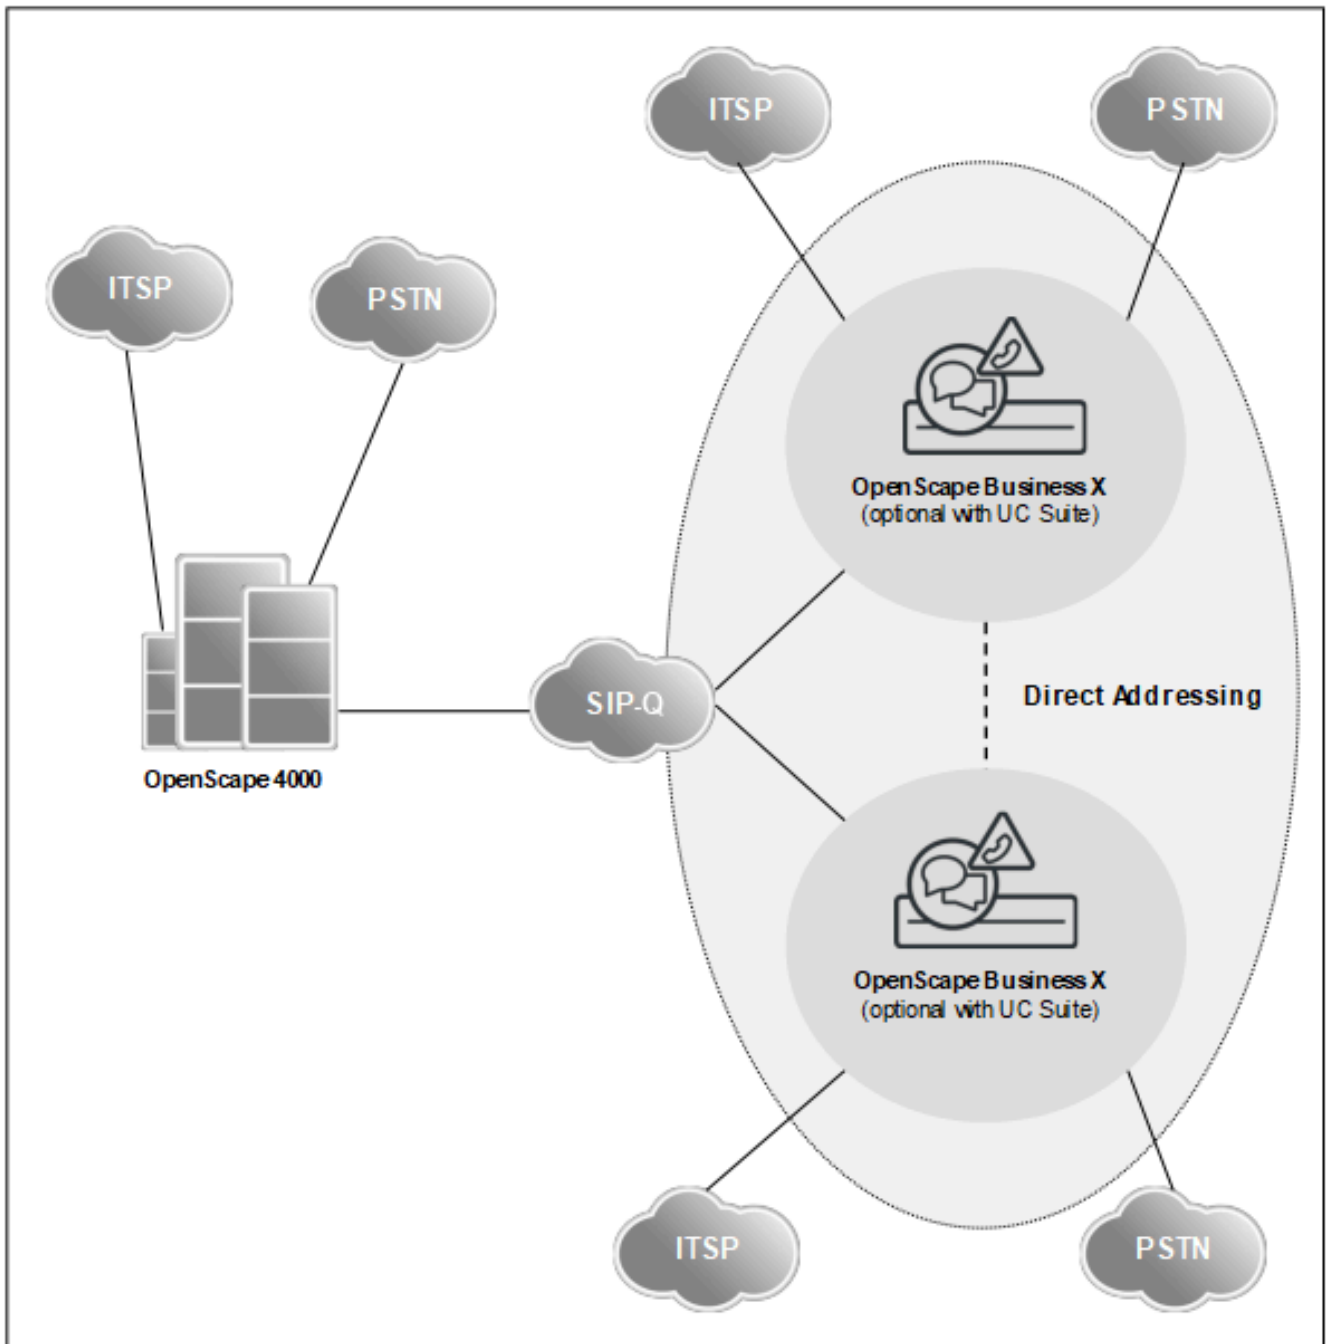 ITSP
PSTN
ITSP
PSTN
OpenScape Business X
(optional with UC Suite)
SIP-Q
Direct Addressing
OpenScape 4000
OpenScape Business X
(optional with UC Suite)
ITSP
PSTN